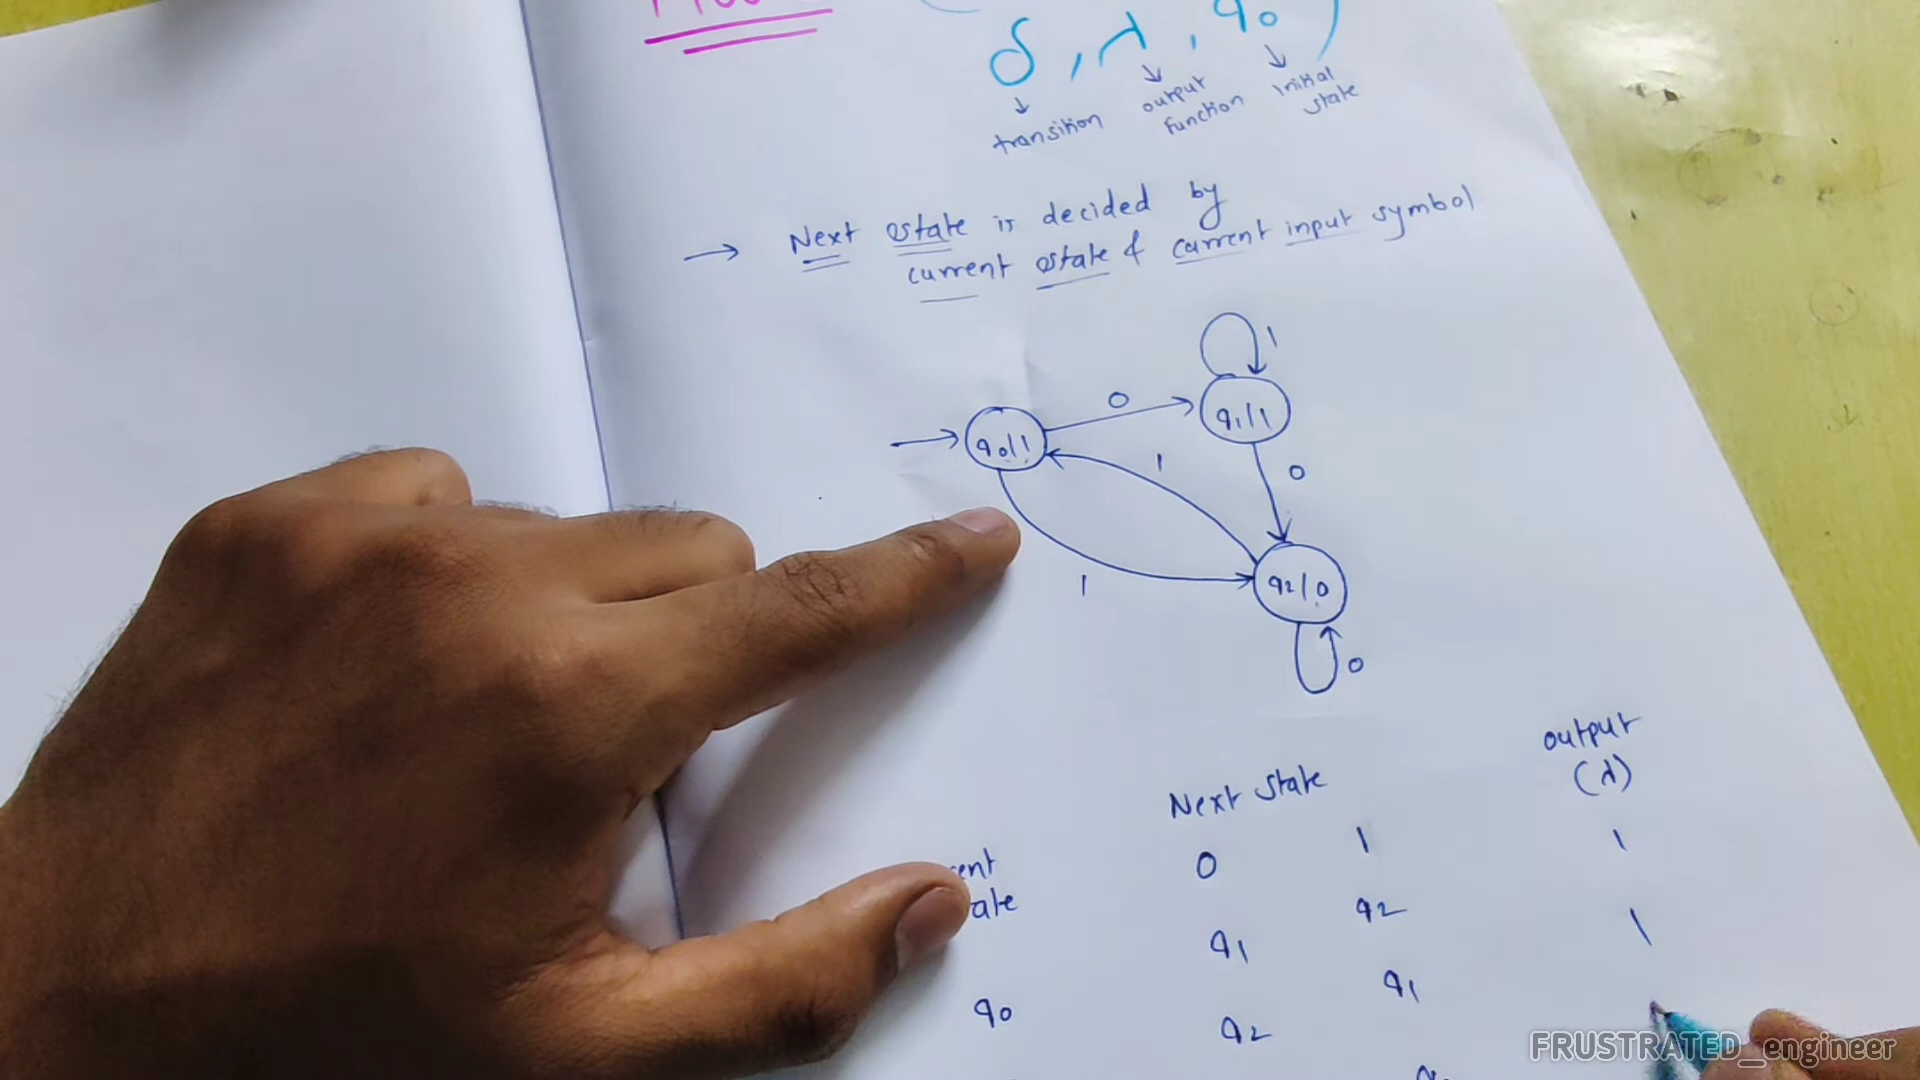 δ, λ, q0)
↓ transition
↓ output function
↓ initial state
→ Next state is decided by
current state & current input symbol
1
0
q0/1
q1/1
1
0
1
q2/0
0
Next state
output
(λ)
0 1
1
q1 q2
1
q0
q2 q1
FRUSTRATED_engineer